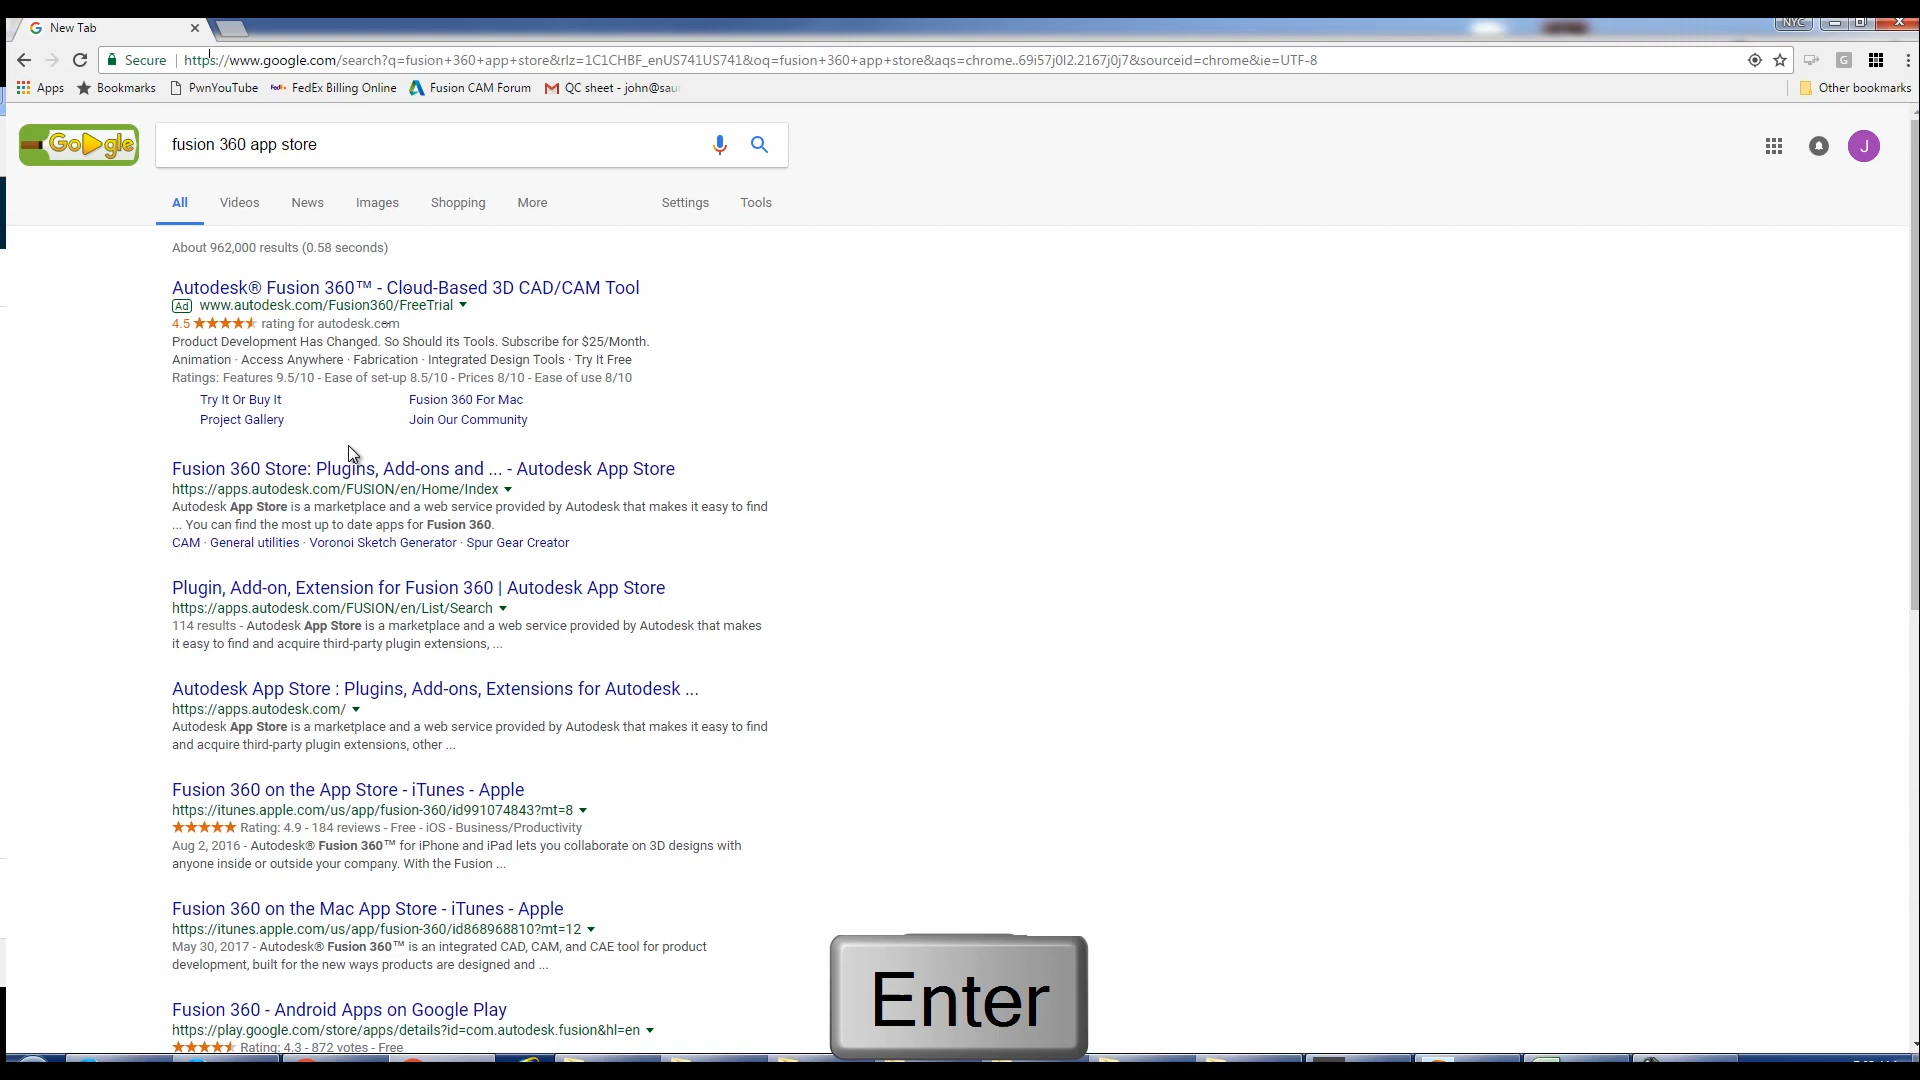 New Tab
NYC
Secure https://www.google.com/search?q=fusion+360+app+store&rlz=1C1CHBF_enUS741US741&oq=fusion+360+app+store&aqs=chrome..69i57j0l2.2167j0j7&sourceid=chrome&ie=UTF-8
Apps Bookmarks PwnYouTube FedEx FedEx Billing Online Fusion CAM Forum QC sheet - john@sau Other bookmarks
Google fusion 360 app store J
All Videos News Images Shopping More Settings Tools
About 962,000 results (0.58 seconds)
Autodesk® Fusion 360™ - Cloud-Based 3D CAD/CAM Tool
Ad www.autodesk.com/Fusion360/FreeTrial
4.5 ★★★★★ rating for autodesk.com
Product Development Has Changed. So Should its Tools. Subscribe for $25/Month.
Animation · Access Anywhere · Fabrication · Integrated Design Tools · Try It Free
Ratings: Features 9.5/10 - Ease of set-up 8.5/10 - Prices 8/10 - Ease of use 8/10
Try It Or Buy It Fusion 360 For Mac
Project Gallery Join Our Community
Fusion 360 Store: Plugins, Add-ons and ... - Autodesk App Store
https://apps.autodesk.com/FUSION/en/Home/Index
Autodesk App Store is a marketplace and a web service provided by Autodesk that makes it easy to find
... You can find the most up to date apps for Fusion 360.
CAM · General utilities · Voronoi Sketch Generator · Spur Gear Creator
Plugin, Add-on, Extension for Fusion 360 | Autodesk App Store
https://apps.autodesk.com/FUSION/en/List/Search
114 results - Autodesk App Store is a marketplace and a web service provided by Autodesk that makes
it easy to find and acquire third-party plugin extensions, ...
Autodesk App Store : Plugins, Add-ons, Extensions for Autodesk ...
https://apps.autodesk.com/
Autodesk App Store is a marketplace and a web service provided by Autodesk that makes it easy to find
and acquire third-party plugin extensions, other ...
Fusion 360 on the App Store - iTunes - Apple
https://itunes.apple.com/us/app/fusion-360/id991074843?mt=8
★★★★★ Rating: 4.9 - 184 reviews - Free - iOS - Business/Productivity
Aug 2, 2016 - Autodesk® Fusion 360™ for iPhone and iPad lets you collaborate on 3D designs with
anyone inside or outside your company. With the Fusion ...
Fusion 360 on the Mac App Store - iTunes - Apple
https://itunes.apple.com/us/app/fusion-360/id868968810?mt=12
May 30, 2017 - Autodesk® Fusion 360™ is an integrated CAD, CAM, and CAE tool for product
development, built for the new ways products are designed and ...
Fusion 360 - Android Apps on Google Play
https://play.google.com/store/apps/details?id=com.autodesk.fusion&hl=en
★★★★★ Rating: 4.3 - 872 votes - Free
Enter